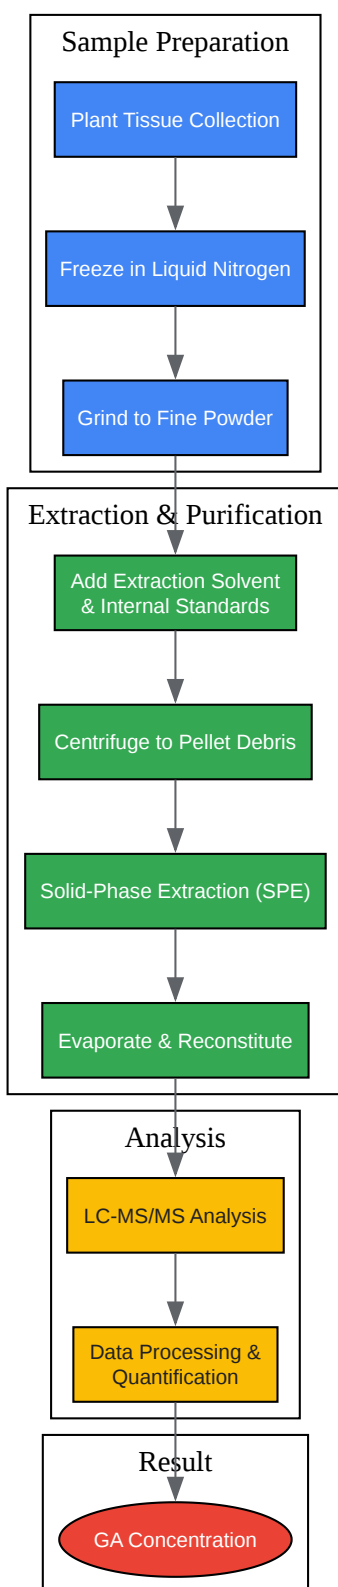 Sample Preparation
Plant Tissue Collection
Freeze in Liquid Nitrogen
Grind to Fine Powder
Extraction & Purification
Add Extraction Solvent
& Internal Standards
Centrifuge to Pellet Debris
Solid-Phase Extraction (SPE)
Evaporate & Reconstitute
Analysis
LC-MS/MS Analysis
Data Processing &
Quantification
Result
GA Concentration